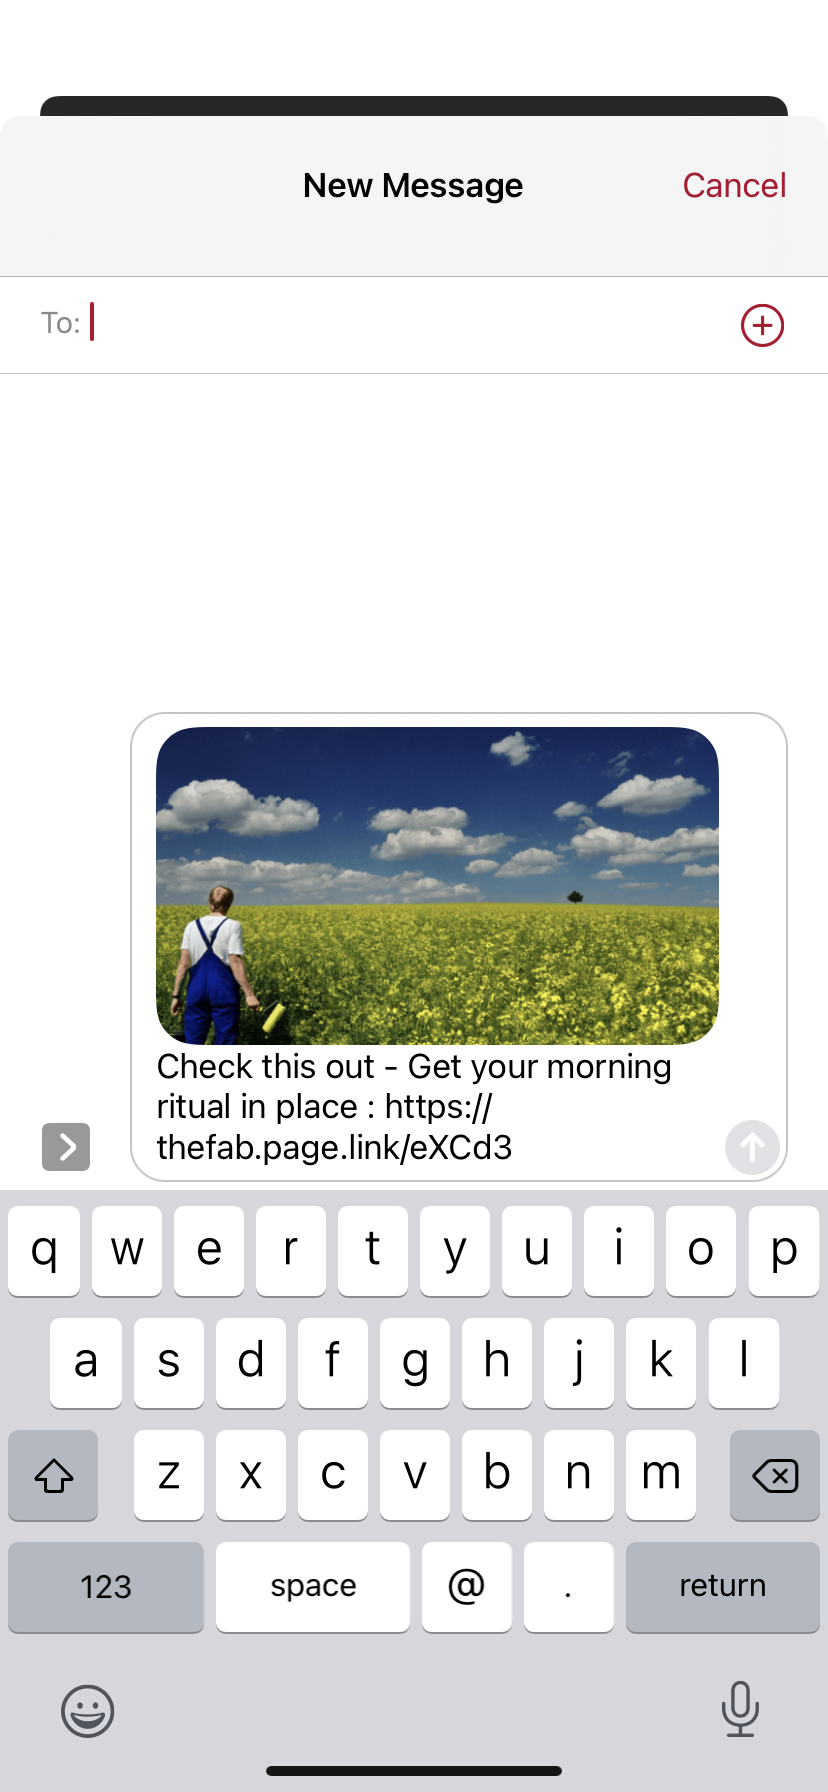 New Message
Cancel
To:
Check this out - Get your morning
ritual in place : https://
thefab.page.link/eXCd3
q w e r t y u i o p
a s d f g h j k l
z x c v b n m
123 space @ . return